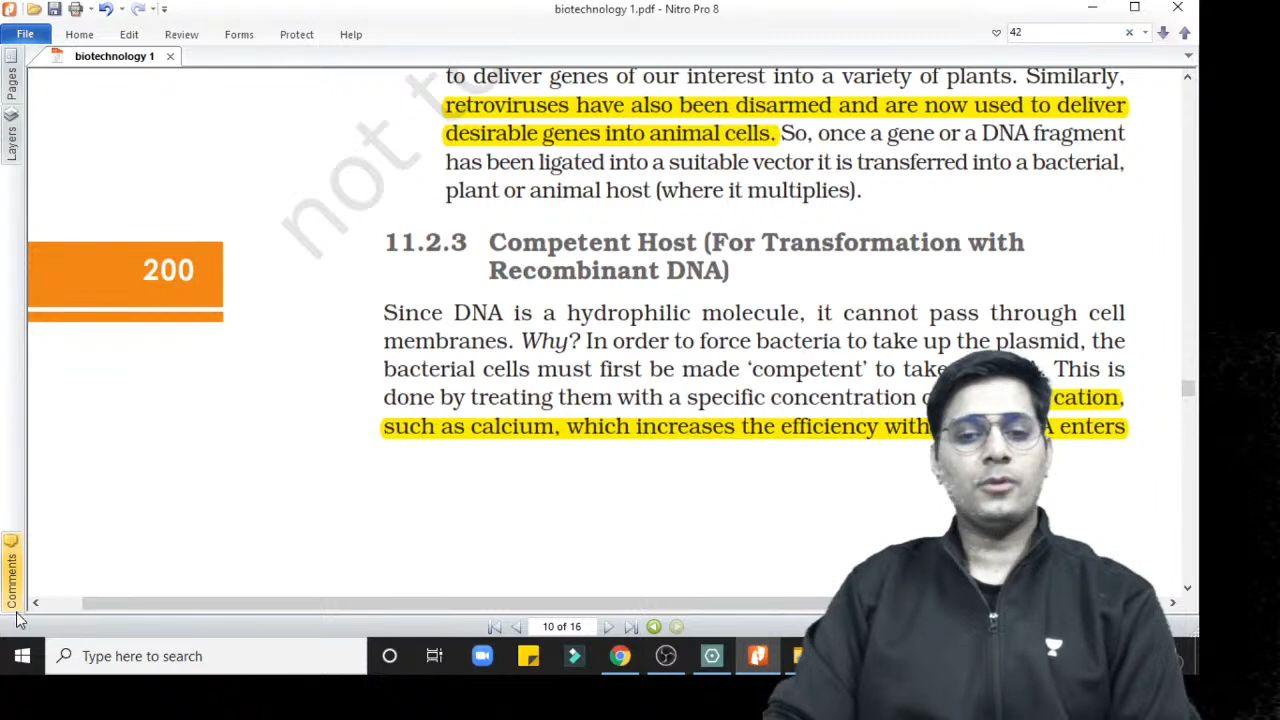 biotechnology 1.pdf - Nitro Pro 8
File Home Edit Review Forms Protect Help
42
biotechnology 1
Pages
Layers
Comments
not
to deliver genes of our interest into a variety of plants. Similarly,
retroviruses have also been disarmed and are now used to deliver
desirable genes into animal cells. So, once a gene or a DNA fragment
has been ligated into a suitable vector it is transferred into a bacterial,
plant or animal host (where it multiplies).
200
11.2.3 Competent Host (For Transformation with
Recombinant DNA)
Since DNA is a hydrophilic molecule, it cannot pass through cell
membranes. Why? In order to force bacteria to take up the plasmid, the
bacterial cells must first be made ‘competent’ to take This is
done by treating them with a specific concentration cation,
such as calcium, which increases the efficiency with enters
10 of 16
Type here to search